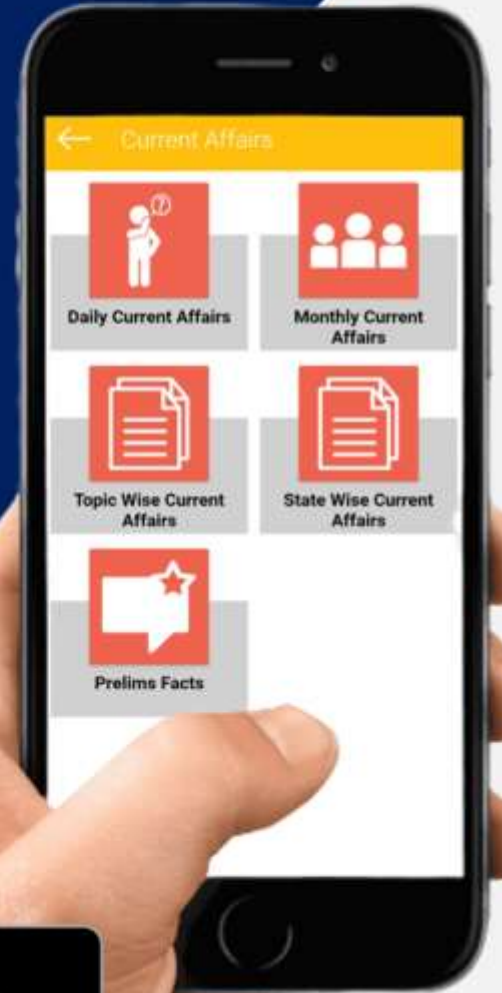 Current Affairs
?
Daily Current Affairs
Monthly Current
Affairs
Topic Wise Current
Affairs
State Wise Current
Affairs
Prelims Facts